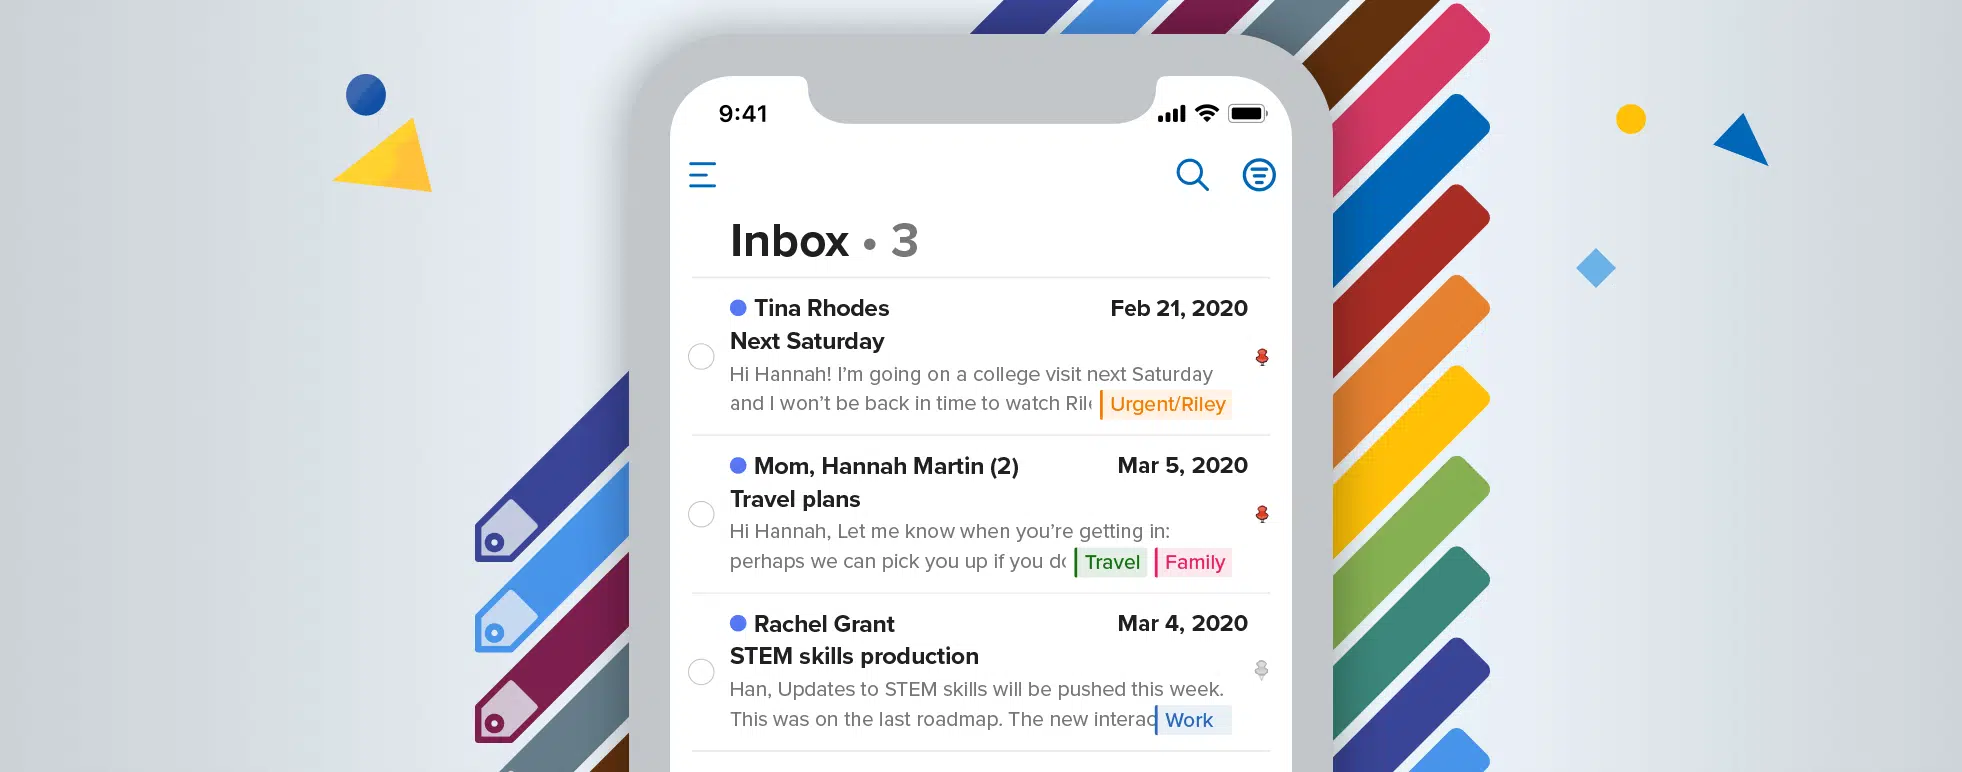 9:41
Inbox • 3
Tina Rhodes Feb 21, 2020
Next Saturday
Hi Hannah! I’m going on a college visit next Saturday
and I won’t be back in time to watch Rile Urgent/Riley
Mom, Hannah Martin (2) Mar 5, 2020
Travel plans
Hi Hannah, Let me know when you’re getting in:
perhaps we can pick you up if you do Travel Family
Rachel Grant Mar 4, 2020
STEM skills production
Han, Updates to STEM skills will be pushed this week.
This was on the last roadmap. The new interac Work